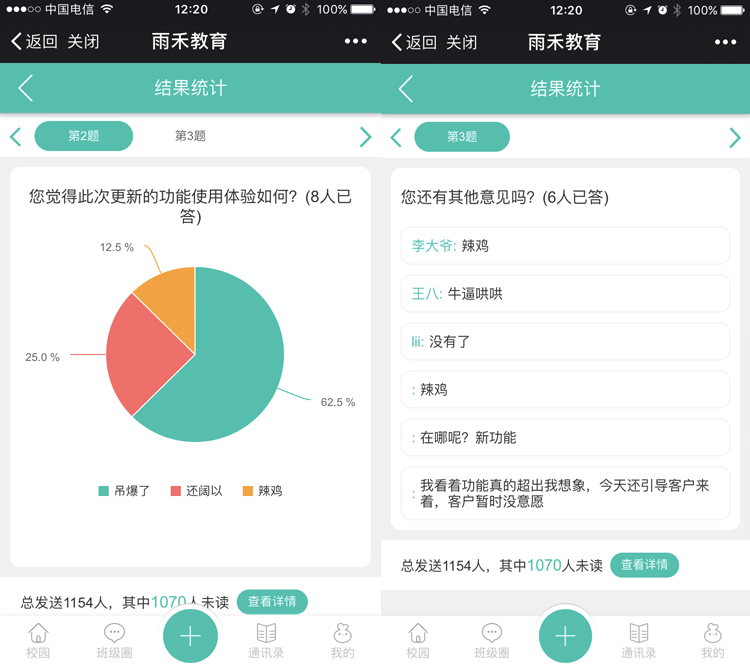 中国电信 12:20 100%
返回 关闭 雨禾教育
结果统计
第2题 第3题
您觉得此次更新的功能使用体验如何? (8人已
答)
12.5 %
25.0 %
62.5 %
吊爆了 还阔以 辣鸡
总发送1154人，其中1070人未读 查看详情
校园 班级圈 通讯录 我的
中国电信 12:20 100%
返回 关闭 雨禾教育
结果统计
第3题
您还有其他意见吗? (6人已答)
李大爷: 辣鸡
王八: 牛逼哄哄
lii: 没有了
: 辣鸡
: 在哪呢? 新功能
: 我看着功能真的超出我想象，今天还引导客户来
着，客户暂时没意愿
总发送1154人，其中1070人未读 查看详情
校园 班级圈 通讯录 我的